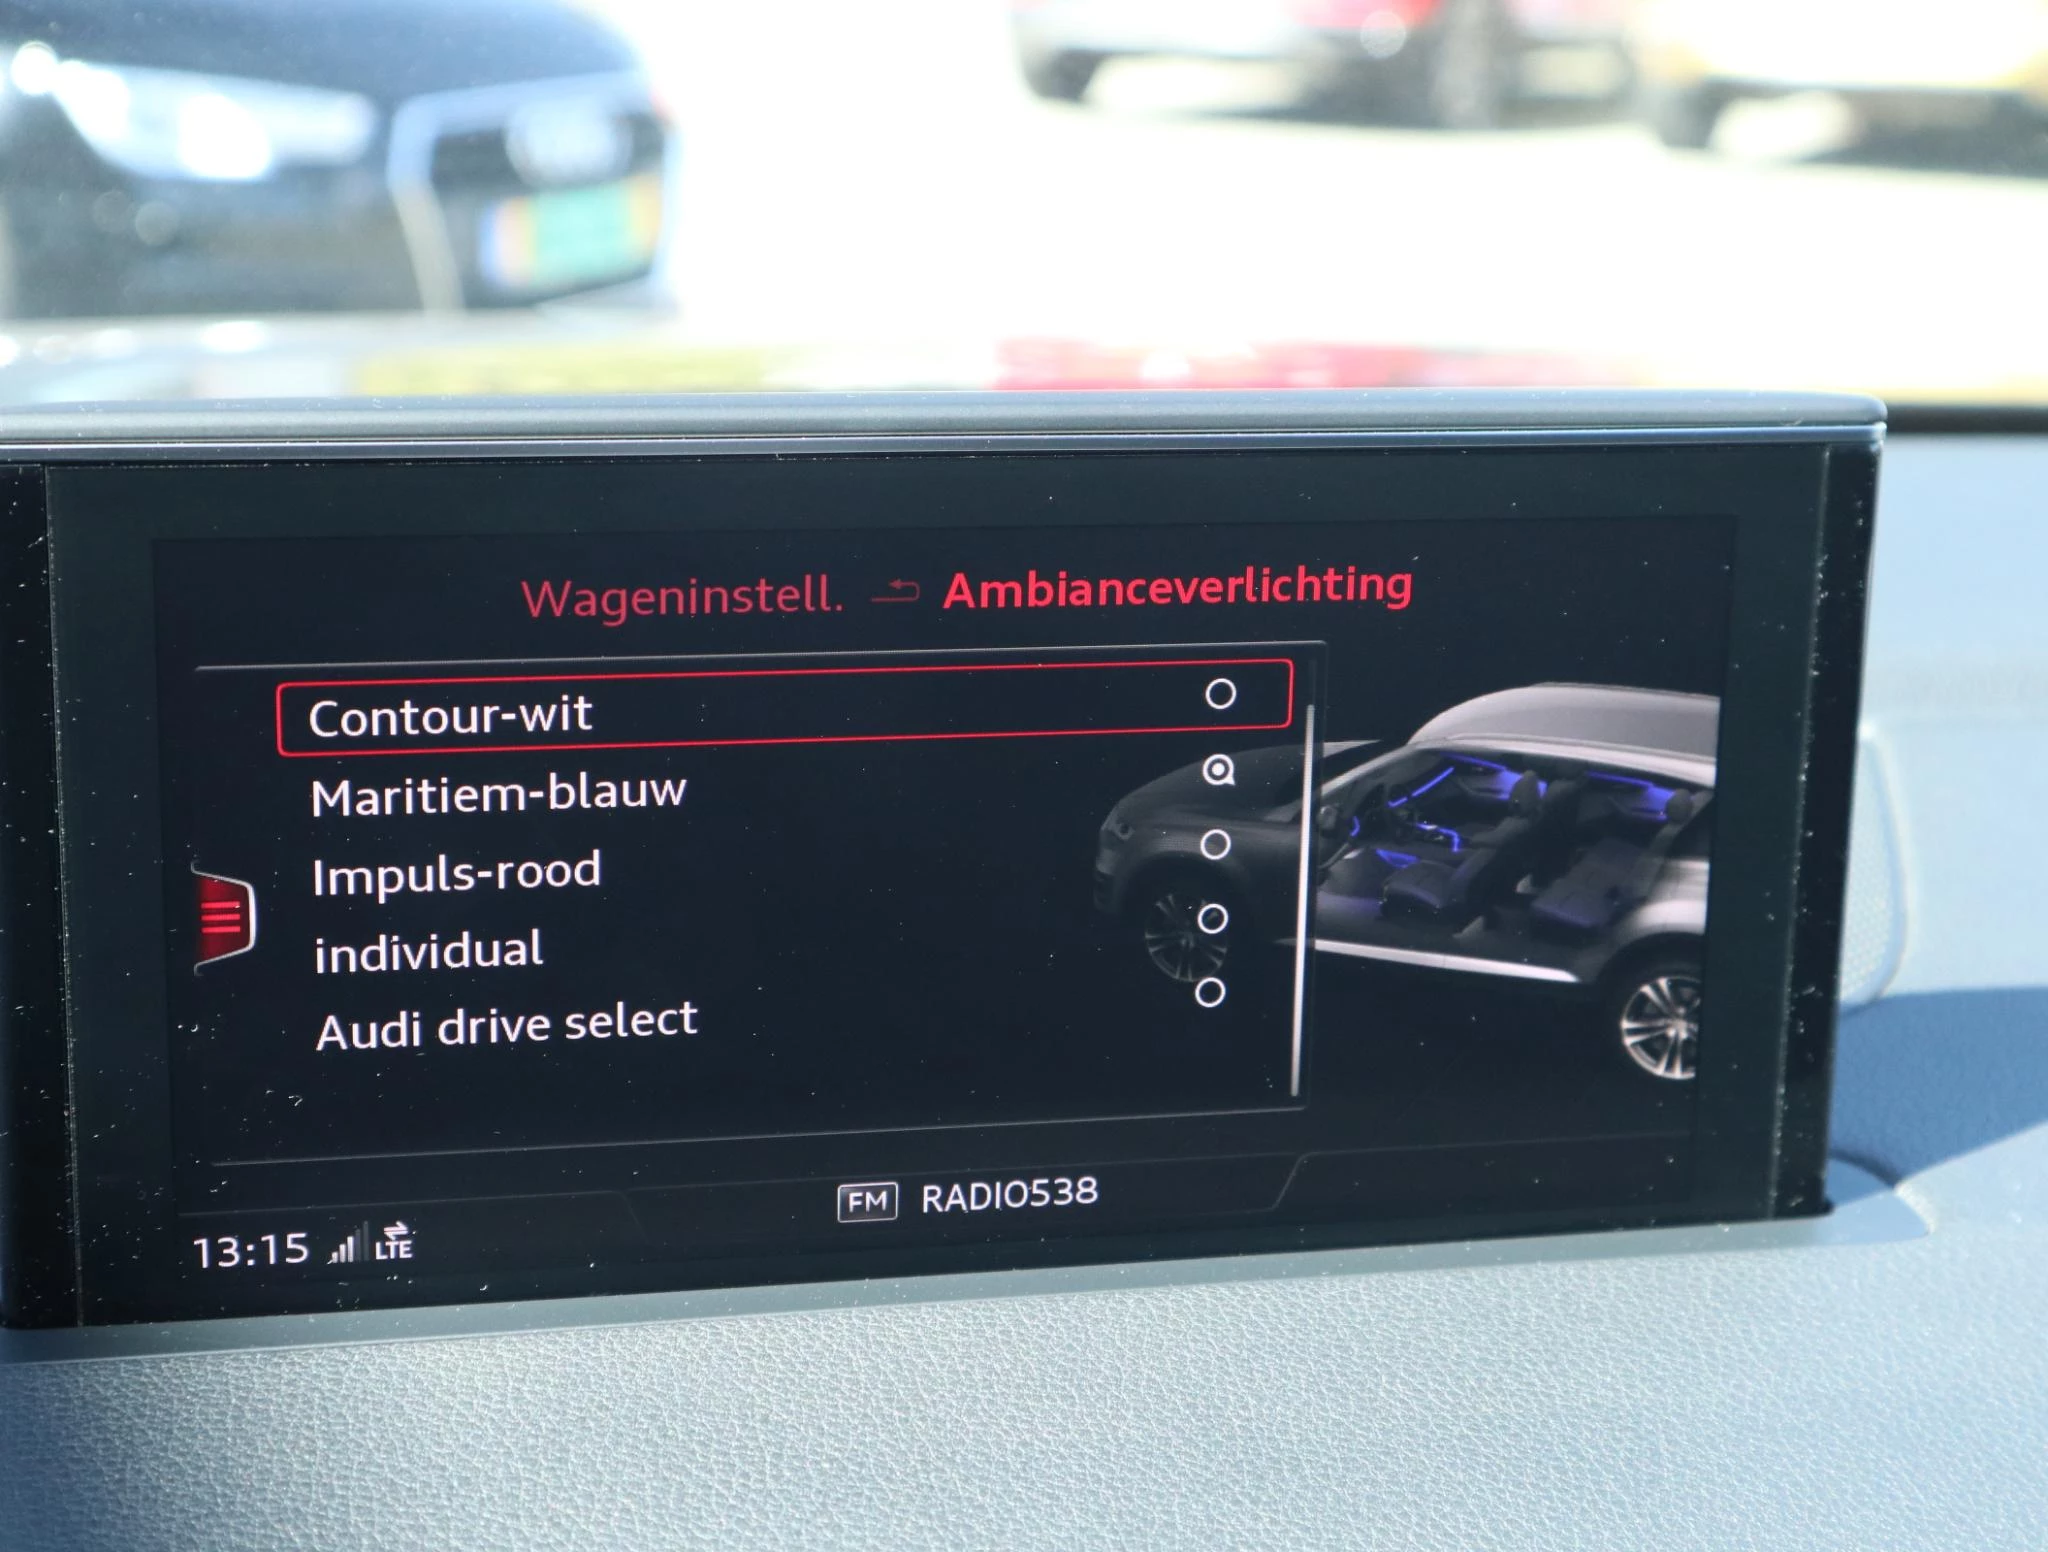 Wageninstell. Ambianceverlichting
Contour-wit
Maritiem-blauw
Impuls-rood
individual
Audi drive select
FM RADIO538
13:15 LTE